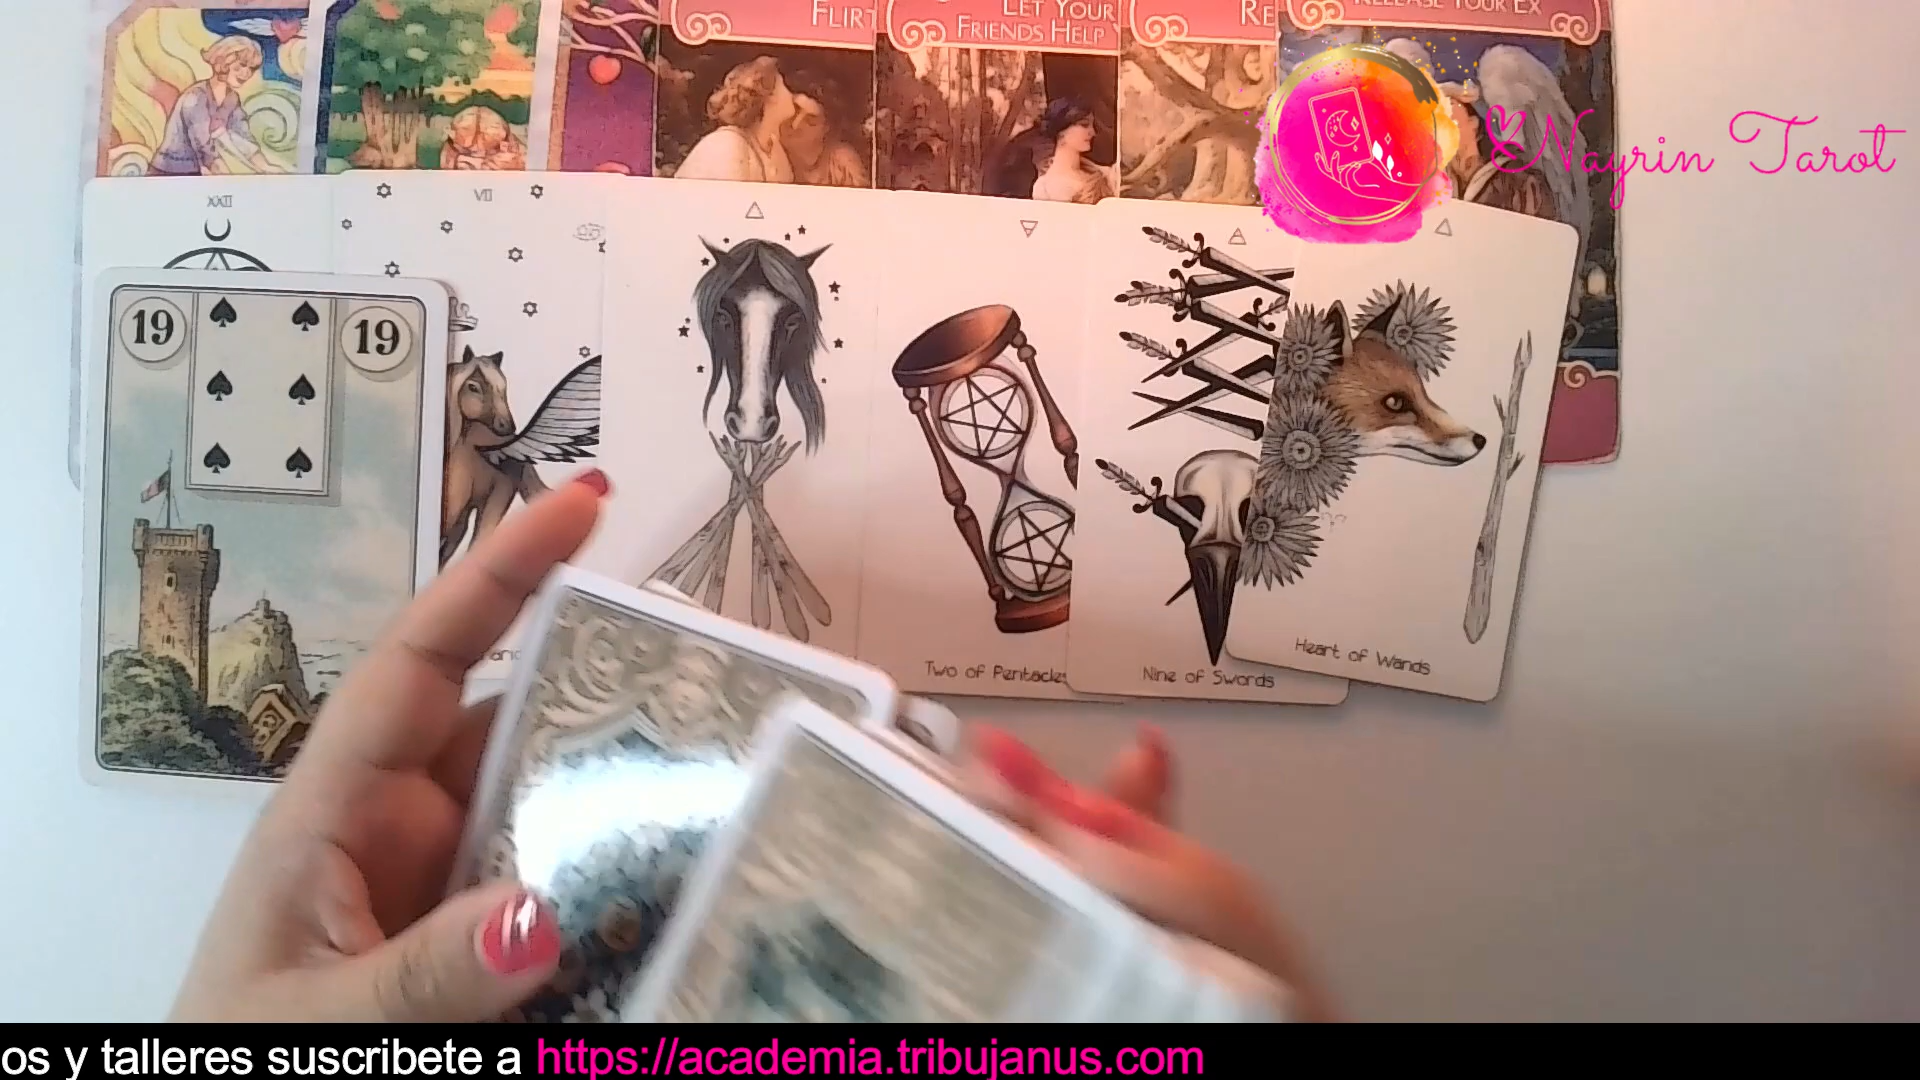 FLIRT
LET YOUR
FRIENDS HELP
RE
RELEASE YOUR EX
Nayrin Tarot
XXII
VII
19
19
Two of Pentacles
Nine of Swords
Heart of Wands
os y talleres suscribete a https://academia.tribujanus.com